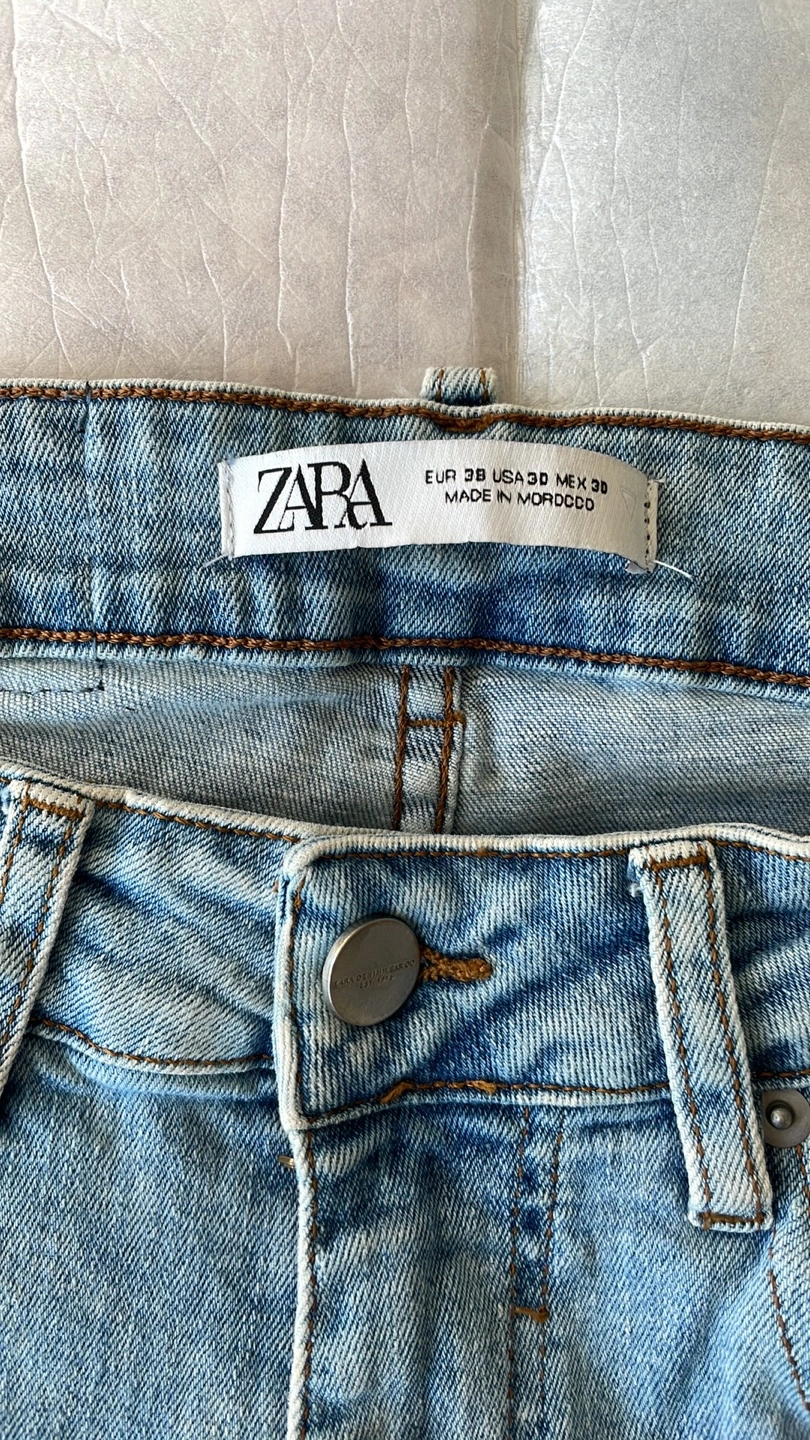 ZARA
EUR 38 USA 30 MEX 30
MADE IN MOROCCO